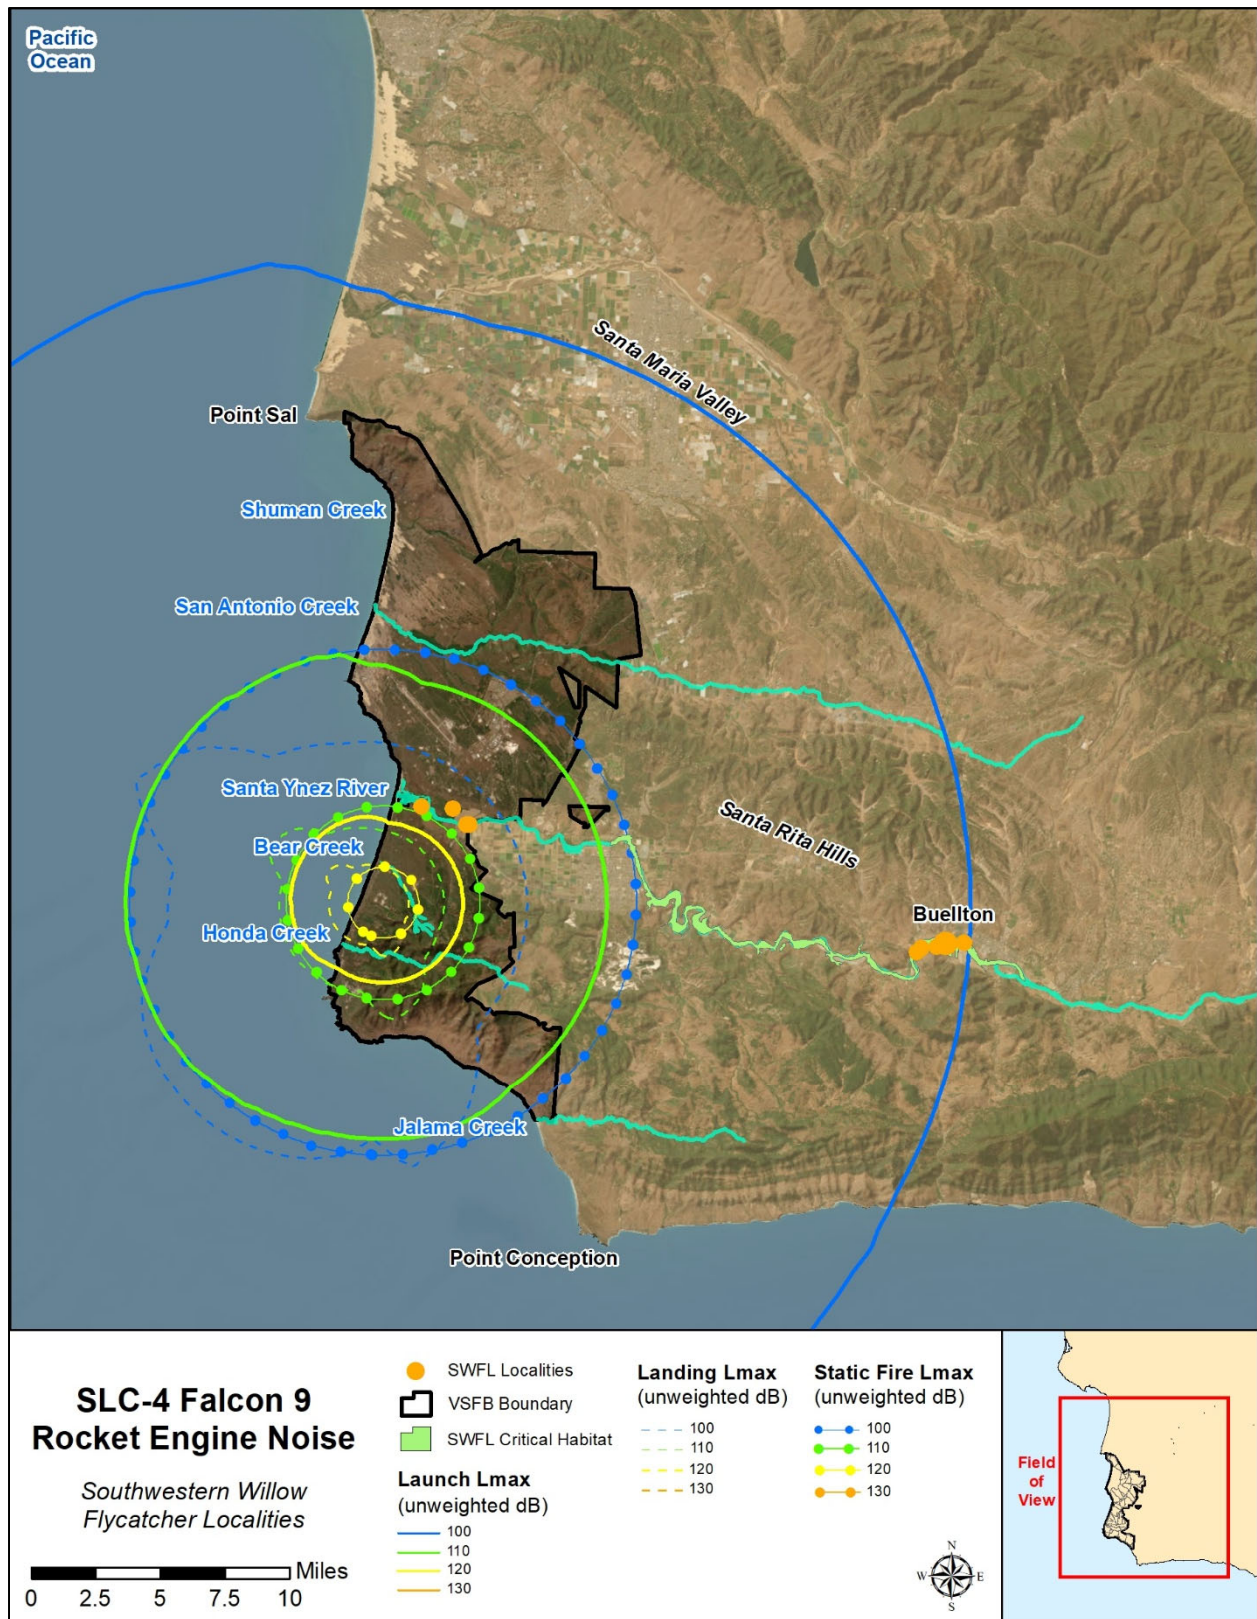 Pacific
Ocean
Santa Maria Valley
Point Sal
Shuman Creek
San Antonio Creek
Santa Ynez River
Santa Rita Hills
Bear Creek
Buellton
Honda Creek
Jalama Creek
Point Conception
SLC-4 Falcon 9
Rocket Engine Noise
Southwestern Willow
Flycatcher Localities
Miles
0 2.5 5 7.5 10
SWFL Localities
VSFB Boundary
SWFL Critical Habitat
Launch Lmax
(unweighted dB)
100
110
120
130
Landing Lmax
(unweighted dB)
100
110
120
130
Static Fire Lmax
(unweighted dB)
100
110
120
130
N
W E
S
Field
of
View